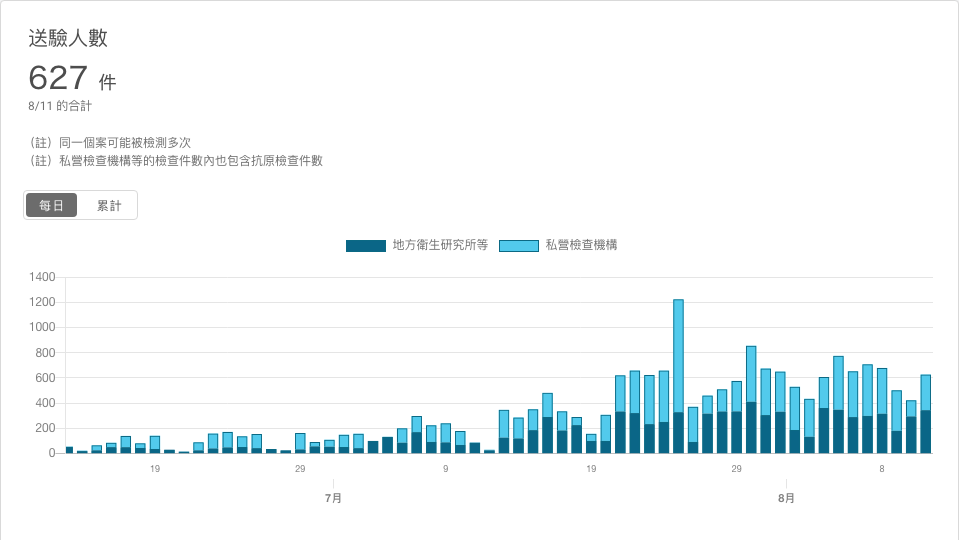 送驗人數
627 件
8/11 的合計
（註）同一個案可能被檢測多次
（註）私營檢查機構等的檢查件數內也包含抗原檢查件數
每日 累計
地方衛生研究所等 私營檢查機構
1400
1200
1000
800
600
400
200
0
19 29 9 19 29 8
7月 8月